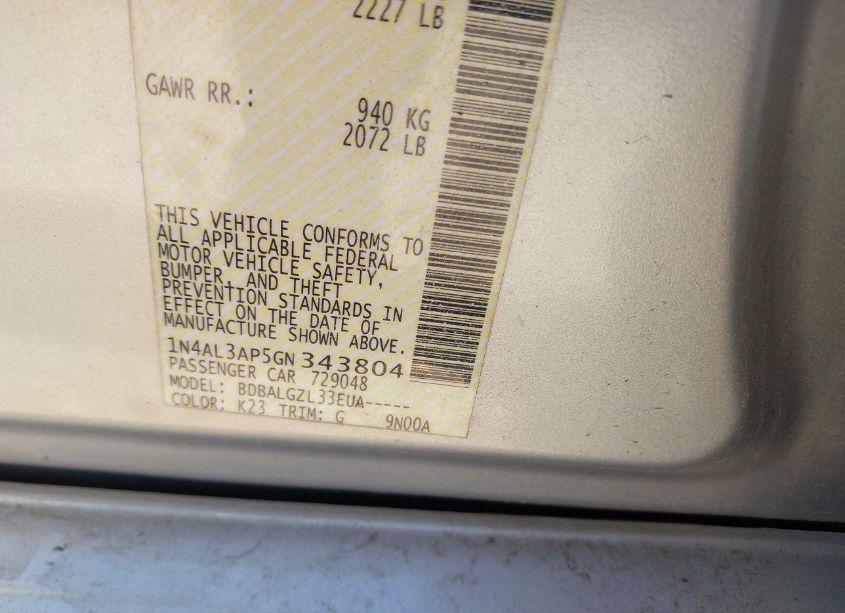 2227 LB
GAWR RR.:
940 KG
2072 LB
THIS VEHICLE CONFORMS TO
ALL APPLICABLE FEDERAL
MOTOR VEHICLE SAFETY,
BUMPER, AND THEFT
PREVENTION STANDARDS IN
EFFECT ON THE DATE OF
MANUFACTURE SHOWN ABOVE.
1N4AL3AP5GN343804
PASSENGER CAR 729048
MODEL: BDBALGZL33EUA-----
COLOR: K23 TRIM: G 9N00A